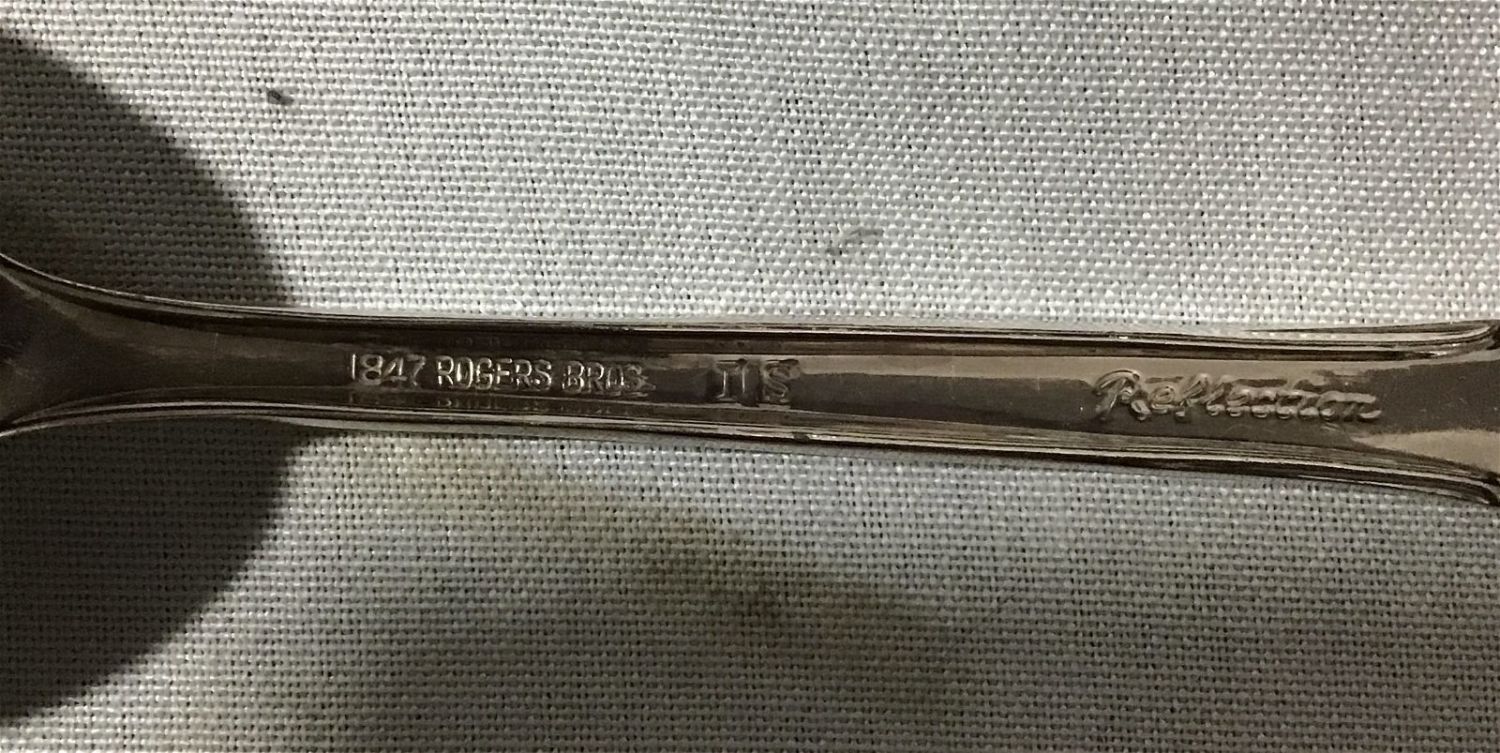 1847 ROGERS BROS. IS Reflection